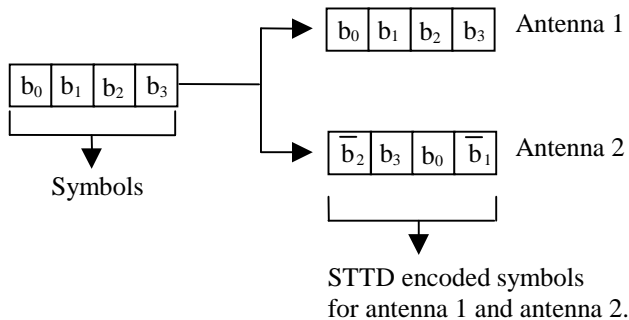 b₀ b₁ b₂ b₃ Antenna 1
b₀ b₁ b₂ b₃
b̅₂ b₃ b₀ b̅₁ Antenna 2
Symbols
STTD encoded symbols
for antenna 1 and antenna 2.